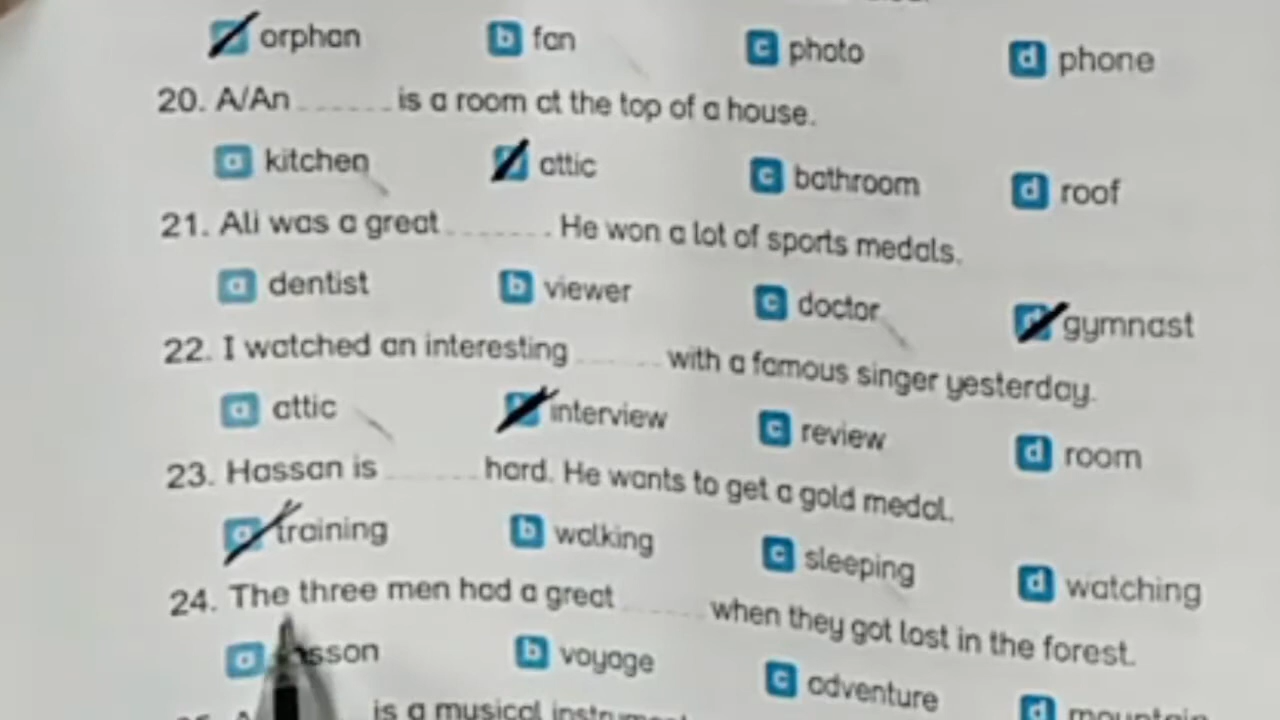 orphan b fan c photo d phone
20. A/An ....... is a room at the top of a house.
a kitchen attic c bathroom d roof
21. Ali was a great ........ He won a lot of sports medals.
a dentist b viewer c doctor gymnast
22. I watched an interesting ....... with a famous singer yesterday.
a attic interview c review d room
23. Hassan is ....... hard. He wants to get a gold medal.
a training b walking c sleeping d watching
24. The three men had a great ....... when they got lost in the forest.
a b voyage c adventure d mountain
is a musical